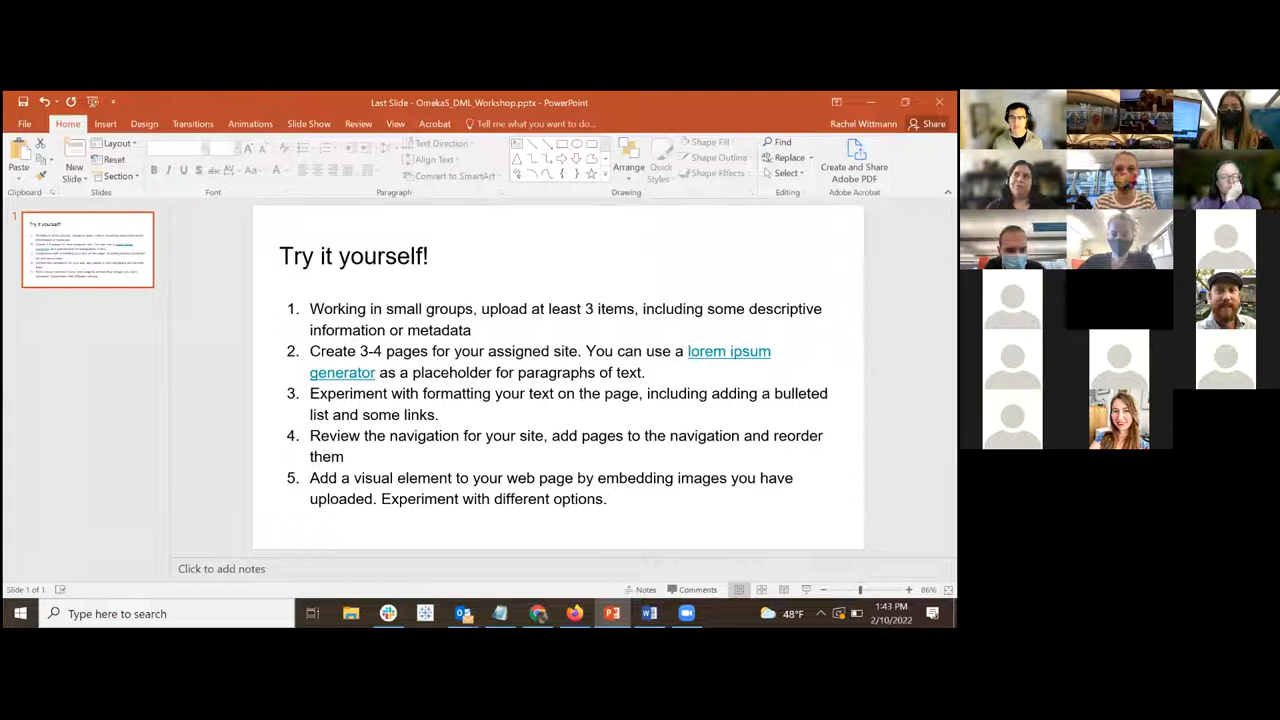 Last Slide - OmekaS_DML_Workshop.pptx - PowerPoint
File Home Insert Design Transitions Animations Slide Show Review View Acrobat Tell me what you want to do... Rachel Wittmann Share
Paste
Clipboard
New Slide
Layout
Reset
Section
Slides
Font
Text Direction
Align Text
Convert to SmartArt
Paragraph
Arrange
Quick Styles
Shape Fill
Shape Outline
Shape Effects
Drawing
Find
Replace
Select
Editing
Create and Share
Adobe PDF
Adobe Acrobat
1
Try it yourself!
1. Working in small groups, upload at least 3 items, including some descriptive
information or metadata
2. Create 3-4 pages for your assigned site. You can use a lorem ipsum
generator as a placeholder for paragraphs of text.
3. Experiment with formatting your text on the page, including adding a bulleted
list and some links.
4. Review the navigation for your site, add pages to the navigation and reorder
them
5. Add a visual element to your web page by embedding images you have
uploaded. Experiment with different options.
Click to add notes
Slide 1 of 1 Notes Comments 86%
Type here to search 48°F 1:43 PM
2/10/2022